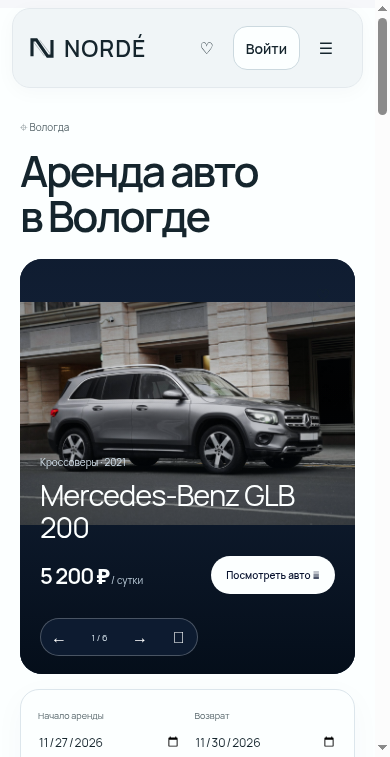 NORDÉ
Войти
Вологда
Аренда авто
в Вологде
Кроссоверы · 2021
Mercedes-Benz GLB
200
5 200 ₽ / сутки
Посмотреть авто
← 1 / 6 →
Начало аренды
Возврат
11/27/2026
11/30/2026